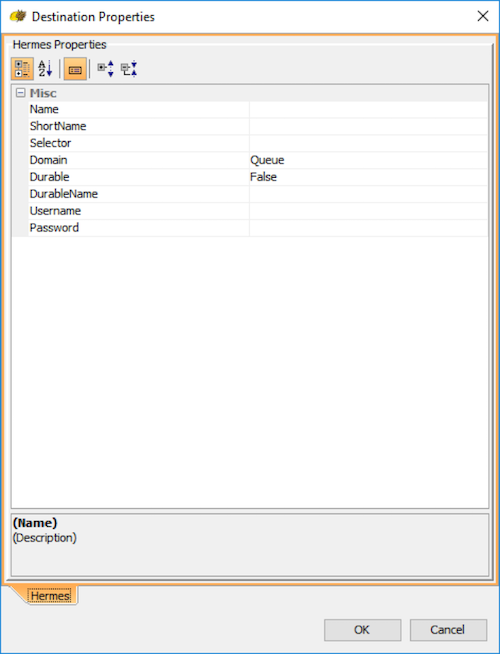 Destination Properties
Hermes Properties
Misc
Name
ShortName
Selector
Domain Queue
Durable False
DurableName
Username
Password
(Name)
(Description)
Hermes
OK Cancel